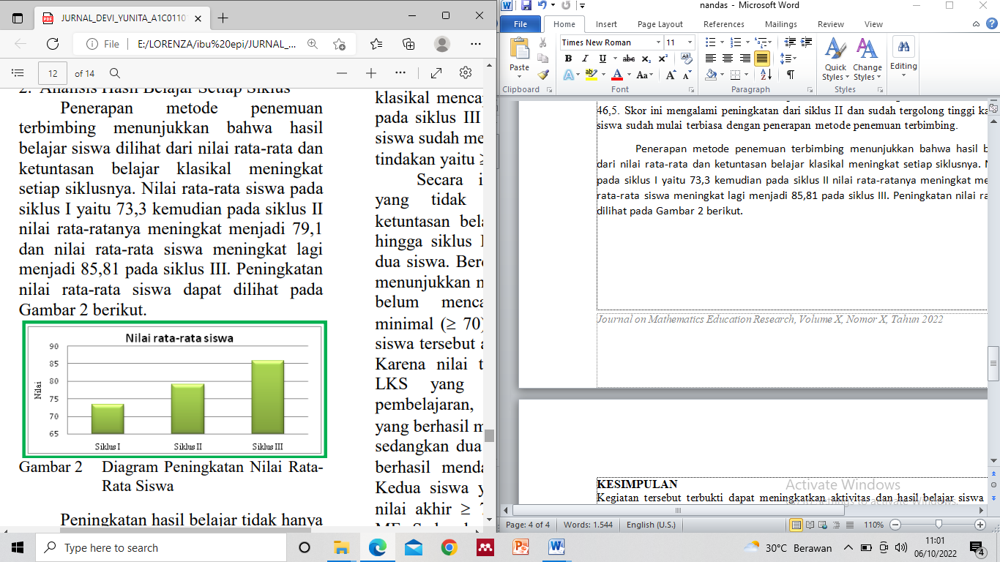 JURNAL_DEVI_YUNITA_A1C0110
File
E:/LORENZA/ibu%20epi/JURNAL_...
12 of 14
2. Analisis Hasil Belajar Setiap Siklus
Penerapan metode penemuan
terbimbing menunjukkan bahwa hasil
belajar siswa dilihat dari nilai rata-rata dan
ketuntasan belajar klasikal meningkat
setiap siklusnya. Nilai rata-rata siswa pada
siklus I yaitu 73,3 kemudian pada siklus II
nilai rata-ratanya meningkat menjadi 79,1
dan nilai rata-rata siswa meningkat lagi
menjadi 85,81 pada siklus III. Peningkatan
nilai rata-rata siswa dapat dilihat pada
Gambar 2 berikut.
Nilai rata-rata siswa
90
85
80
75
70
65
Nilai
Siklus I Siklus II Siklus III
Gambar 2 Diagram Peningkatan Nilai Rata-
Rata Siswa
Peningkatan hasil belajar tidak hanya
klasikal menca
pada siklus III
siswa sudah me
tindakan yaitu ≥
Secara i
yang tidak
ketuntasan bela
hingga siklus I
dua siswa. Bere
menunjukkan n
belum menca
minimal (≥ 70)
siswa tersebut a
Karena nilai t
LKS yang
pembelajaran,
yang berhasil m
sedangkan dua
berhasil menda
Kedua siswa y
nilai akhir ≥ 7
nandas - Microsoft Word
File Home Insert Page Layout References Mailings Review View
Times New Roman 11
Paste
B I U abc x₂ x² Aa A A
Quick Styles
Change Styles
Editing
Clipboard Font Paragraph Styles
46,5. Skor ini mengalami peningkatan dari siklus II dan sudah tergolong tinggi ka
siswa sudah mulai terbiasa dengan penerapan metode penemuan terbimbing.
Penerapan metode penemuan terbimbing menunjukkan bahwa hasil b
dari nilai rata-rata dan ketuntasan belajar klasikal meningkat setiap siklusnya. N
pada siklus I yaitu 73,3 kemudian pada siklus II nilai rata-ratanya meningkat me
rata-rata siswa meningkat lagi menjadi 85,81 pada siklus III. Peningkatan nilai ra
dilihat pada Gambar 2 berikut.
Journal on Mathematics Education Research, Volume X, Nomor X, Tahun 2022
KESIMPULAN
Kegiatan tersebut terbukti dapat meningkatkan aktivitas dan hasil belajar siswa
Activate Windows
Page: 4 of 4 Words: 1.544 English (U.S.) 110%
Type here to search
30°C Berawan
11:01
06/10/2022
4